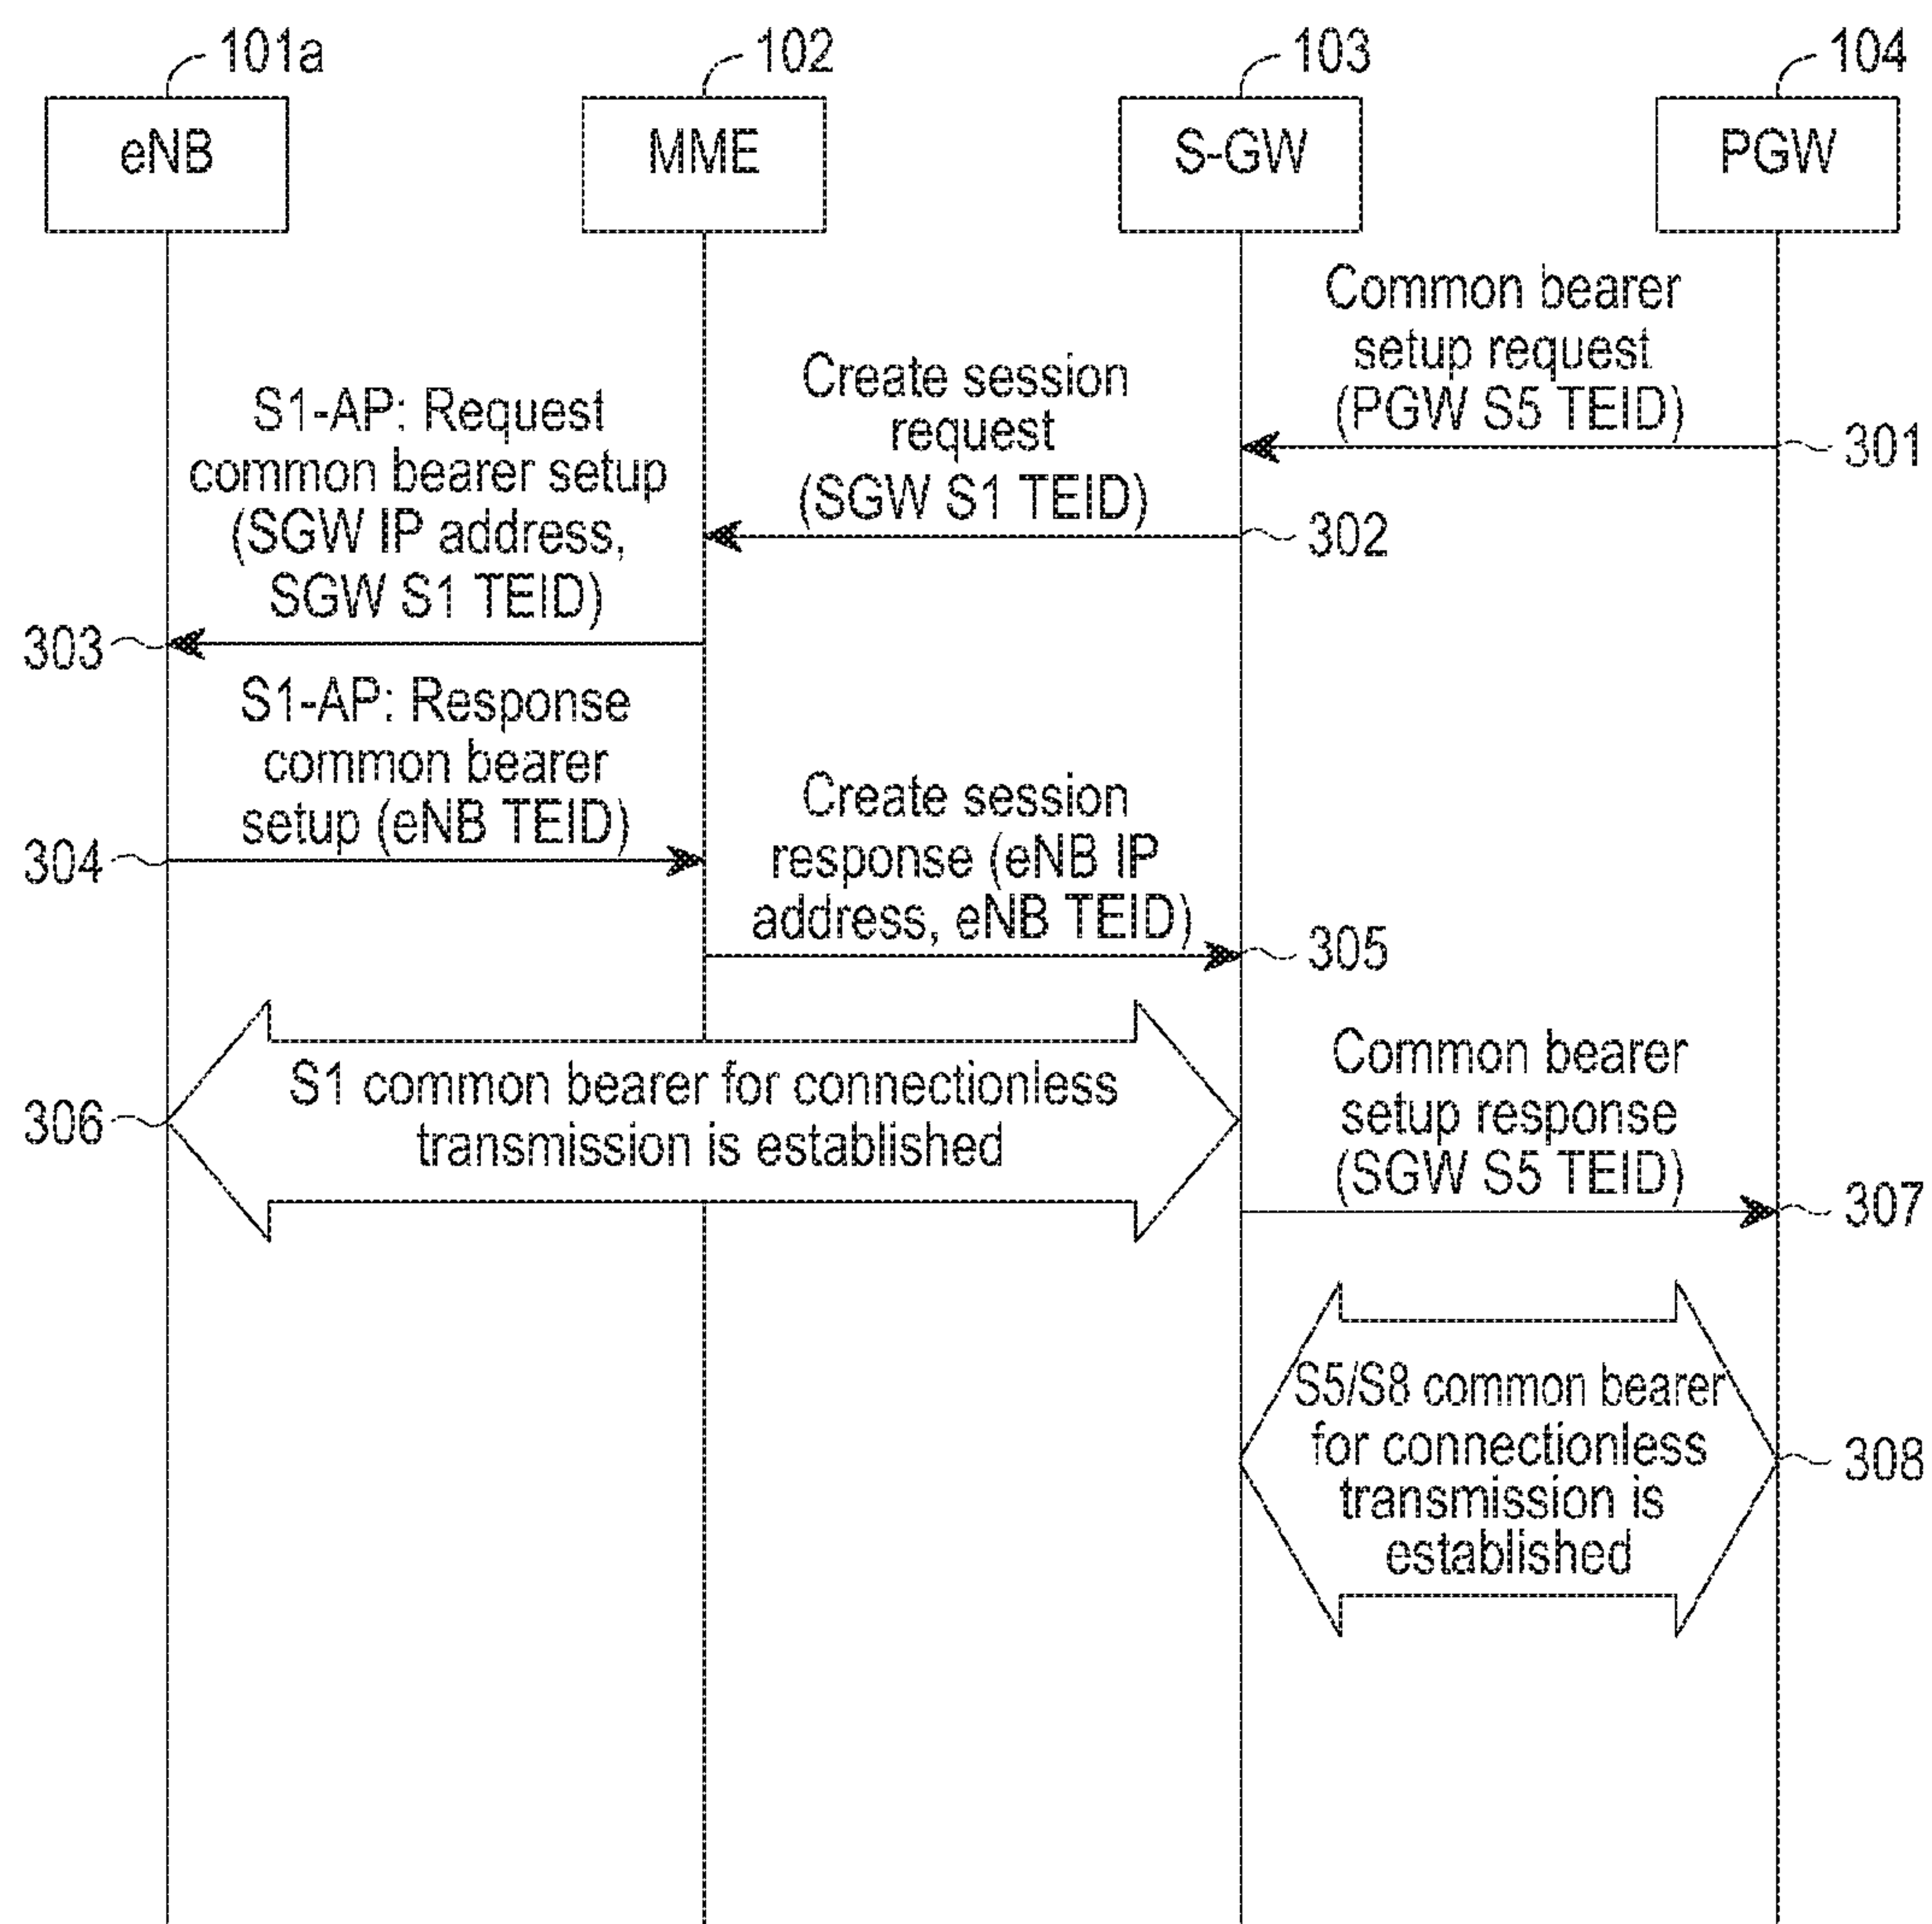 101a
102
103
104
eNB
MME
S-GW
PGW
Common bearer
setup request
(PGW S5 TEID)
301
Create session
request
(SGW S1 TEID)
302
S1-AP: Request
common bearer setup
(SGW IP address,
SGW S1 TEID)
303
S1-AP: Response
common bearer
setup (eNB TEID)
304
Create session
response (eNB IP
address, eNB TEID)
305
S1 common bearer for connectionless
transmission is established
306
Common bearer
setup response
(SGW S5 TEID)
307
S5/S8 common bearer
for connectionless
transmission is
established
308